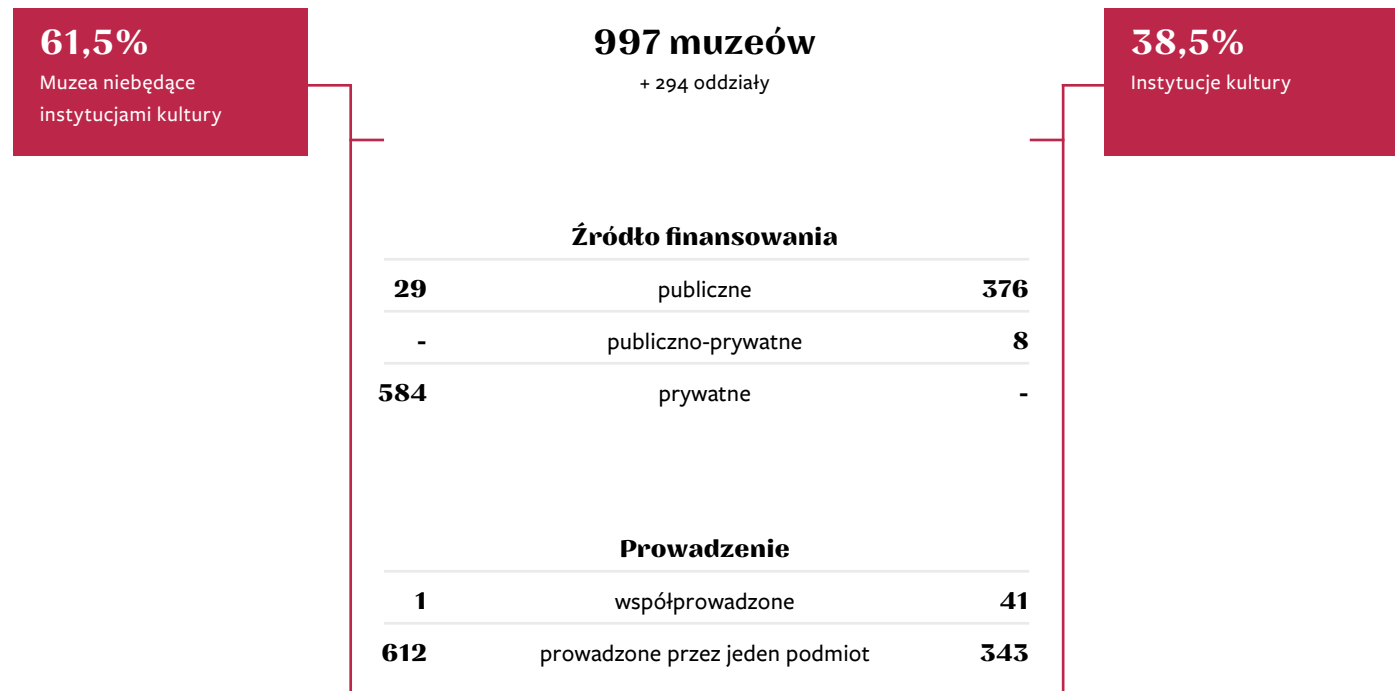 61,5%
Muzea niebędące
instytucjami kultury
997 muzeów
+ 294 oddziały
38,5%
Instytucje kultury
Źródło finansowania
29 publiczne 376
- publiczno-prywatne 8
584 prywatne -
Prowadzenie
1 współprowadzone 41
612 prowadzone przez jeden podmiot 343